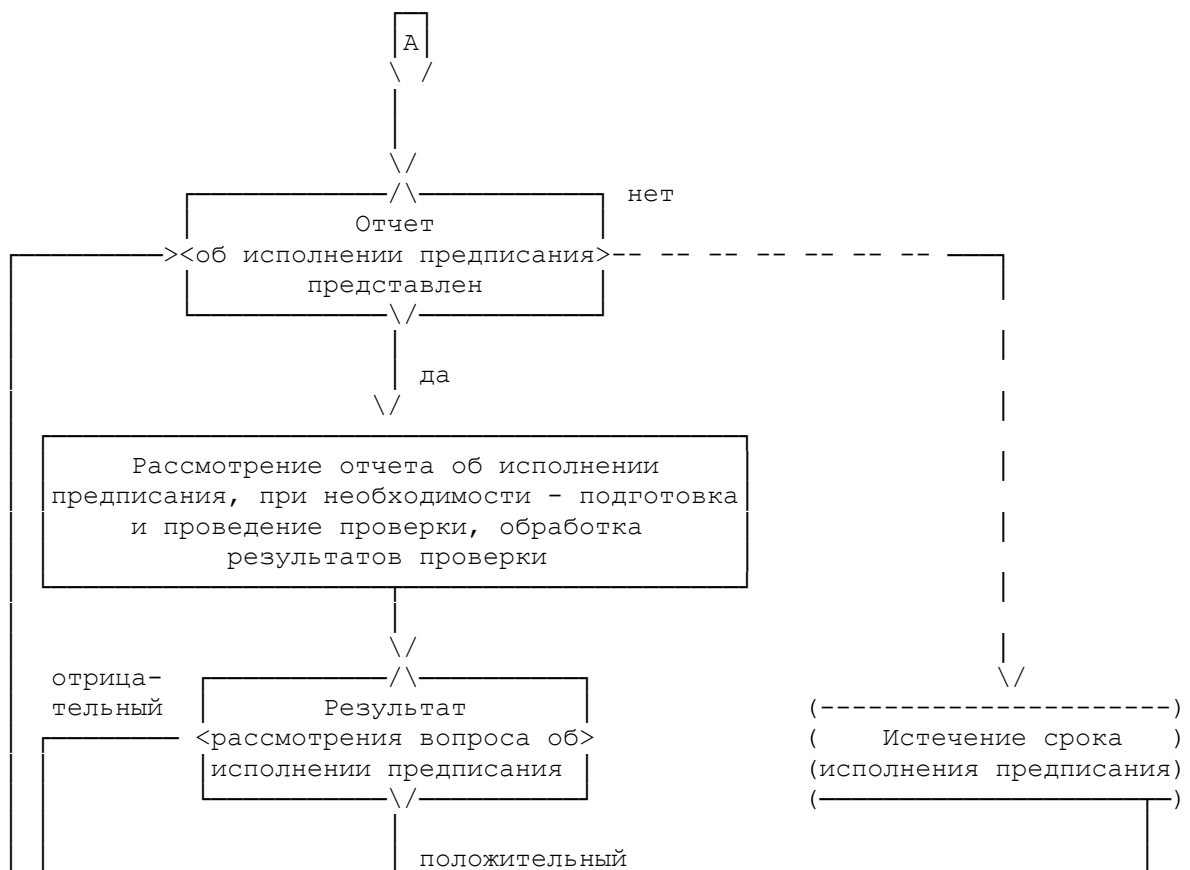 А
нет
Отчет
об исполнении предписания
представлен
да
Рассмотрение отчета об исполнении
предписания, при необходимости - подготовка
и проведение проверки, обработка
результатов проверки
отрица-
тельный
Результат
рассмотрения вопроса об
исполнении предписания
Истечение срока
исполнения предписания
положительный